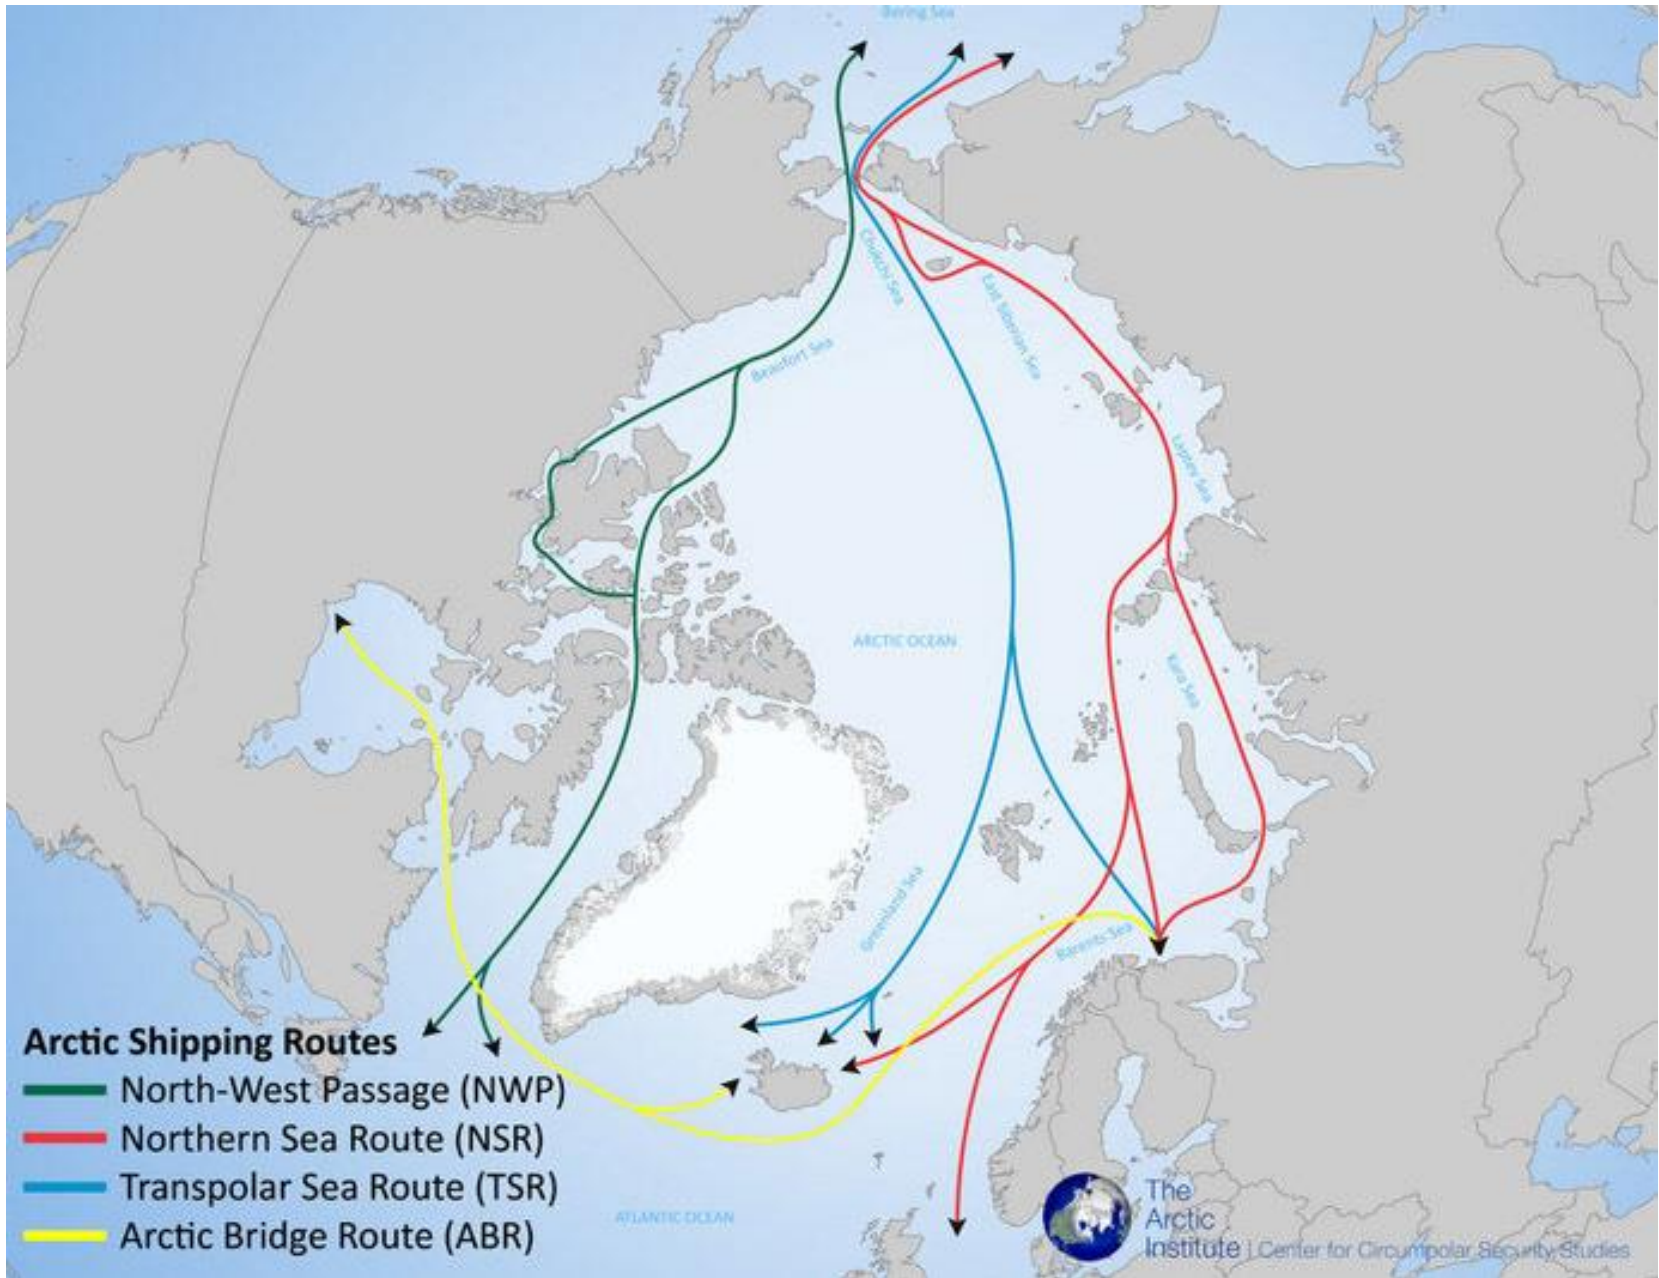 Bering Sea
Chukchi Sea
East Siberian Sea
Beaufort Sea
Laptev Sea
ARCTIC OCEAN
Kara Sea
Greenland Sea
Barents Sea
Arctic Shipping Routes
North-West Passage (NWP)
Northern Sea Route (NSR)
Transpolar Sea Route (TSR)
Arctic Bridge Route (ABR)
ATLANTIC OCEAN
The
Arctic
Institute | Center for Circumpolar Security Studies